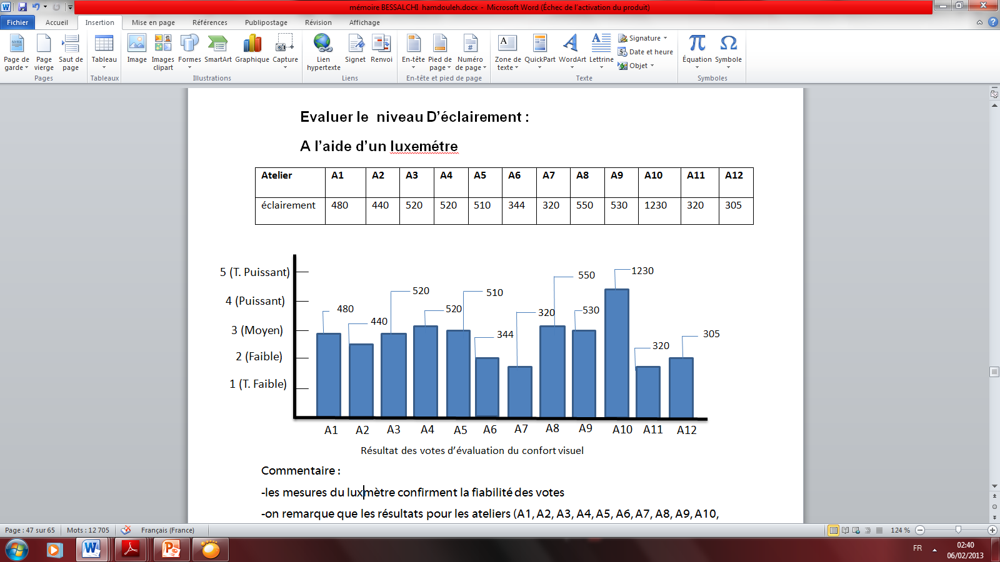 mémoire BESSALCHI hamdouleh.docx - Microsoft Word (Échec de l'activation du produit)
Fichier Accueil Insertion Mise en page Références Publipostage Révision Affichage
Page de garde Page vierge Saut de page Tableau Image Images clipart Formes SmartArt Graphique Capture Lien hypertexte Signet Renvoi En-tête Pied de page Numéro de page Zone de texte QuickPart WordArt Lettrine Signature Date et heure Objet Équation Symbole
Pages Tableaux Illustrations Liens En-tête et pied de page Texte Symboles
Evaluer le niveau D'éclairement :
A l'aide d'un luxemétre
Atelier A1 A2 A3 A4 A5 A6 A7 A8 A9 A10 A11 A12
éclairement 480 440 520 520 510 344 320 550 530 1230 320 305
5 (T. Puissant)
4 (Puissant)
3 (Moyen)
2 (Faible)
1 (T. Faible)
480 440 520 520 510 344 320 550 530 1230 320 305
A1 A2 A3 A4 A5 A6 A7 A8 A9 A10 A11 A12
Résultat des votes d'évaluation du confort visuel
Commentaire :
-les mesures du luxmètre confirment la fiabilité des votes
-on remarque que les résultats pour les ateliers (A1, A2, A3, A4, A5, A6, A7, A8, A9, A10,
Page : 47 sur 65 Mots : 12 705 Français (France) 124 %
FR 02:40
06/02/2013